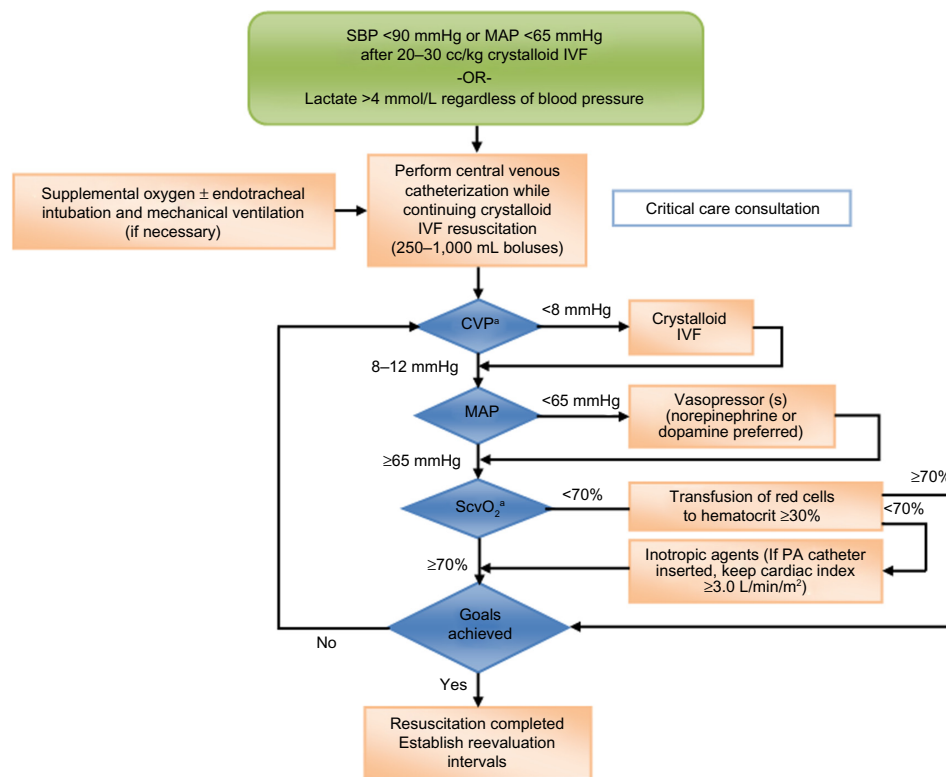 SBP <90 mmHg or MAP <65 mmHg
after 20–30 cc/kg crystalloid IVF
-OR-
Lactate >4 mmol/L regardless of blood pressure
Supplemental oxygen ± endotracheal
intubation and mechanical ventilation
(if necessary)
Perform central venous
catheterization while
continuing crystalloid
IVF resuscitation
(250–1,000 mL boluses)
Critical care consultation
CVPᵃ
<8 mmHg
Crystalloid
IVF
8–12 mmHg
MAP
<65 mmHg
Vasopressor (s)
(norepinephrine or
dopamine preferred)
≥65 mmHg
ScvO₂ᵃ
<70%
Transfusion of red cells
to hematocrit ≥30%
≥70%
<70%
≥70%
Inotropic agents (If PA catheter
inserted, keep cardiac index
≥3.0 L/min/m²)
Goals
achieved
No
Yes
Resuscitation completed
Establish reevaluation
intervals